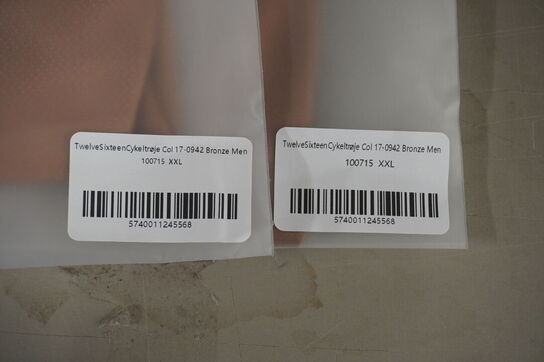 TwelveSixteenCykeltrøje Col 17-0942 Bronze Men
100715 XXL
5740011245568
TwelveSixteenCykeltrøje Col 17-0942 Bronze Men
100715 XXL
5740011245568